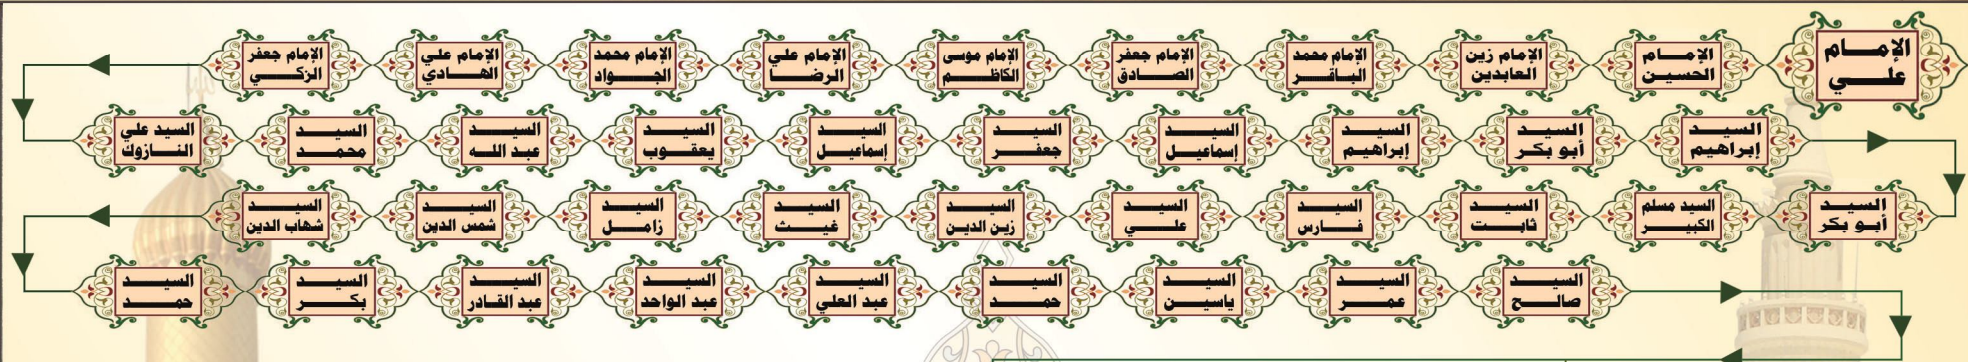 الإمام
علي
الإمام
الحسين
الإمام زين
العابدين
الإمام محمد
الباقر
الإمام جعفر
الصادق
الإمام موسى
الكاظم
الإمام علي
الرضا
الإمام محمد
الجواد
الإمام علي
الهادي
الإمام جعفر
الزكي
السيد علي
النازوك
السيد
محمد
السيد
عبد الله
السيد
يعقوب
السيد
إسماعيل
السيد
جعفر
السيد
إسماعيل
السيد
إبراهيم
السيد
أبو بكر
السيد
إبراهيم
السيد
أبو بكر
السيد مسلم
الكبير
السيد
ثابت
السيد
فارس
السيد
علي
السيد
زين الدين
السيد
غيث
السيد
زامل
السيد
شمس الدين
السيد
شهاب الدين
السيد
حمد
السيد
بكر
السيد
عبد القادر
السيد
عبد الواحد
السيد
عبد العلي
السيد
حمد
السيد
ياسين
السيد
عمر
السيد
صالح